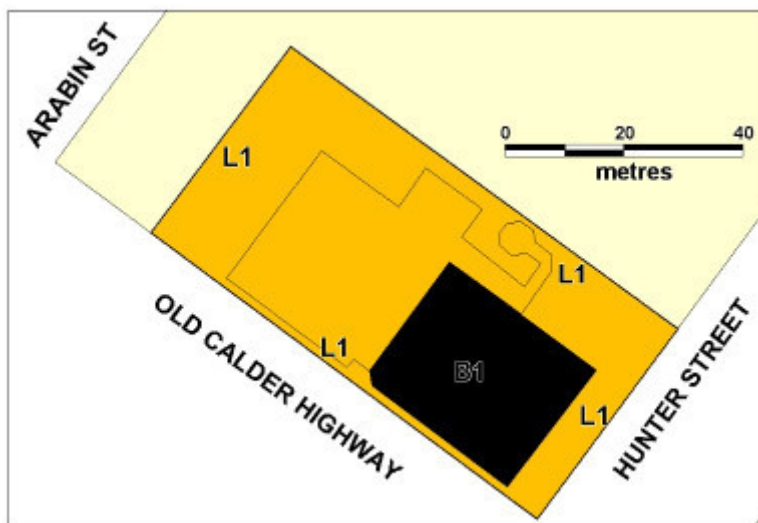 ARABIN ST
L1
0 20 40
metres
L1
OLD CALDER HIGHWAY
L1
B1
L1
HUNTER STREET